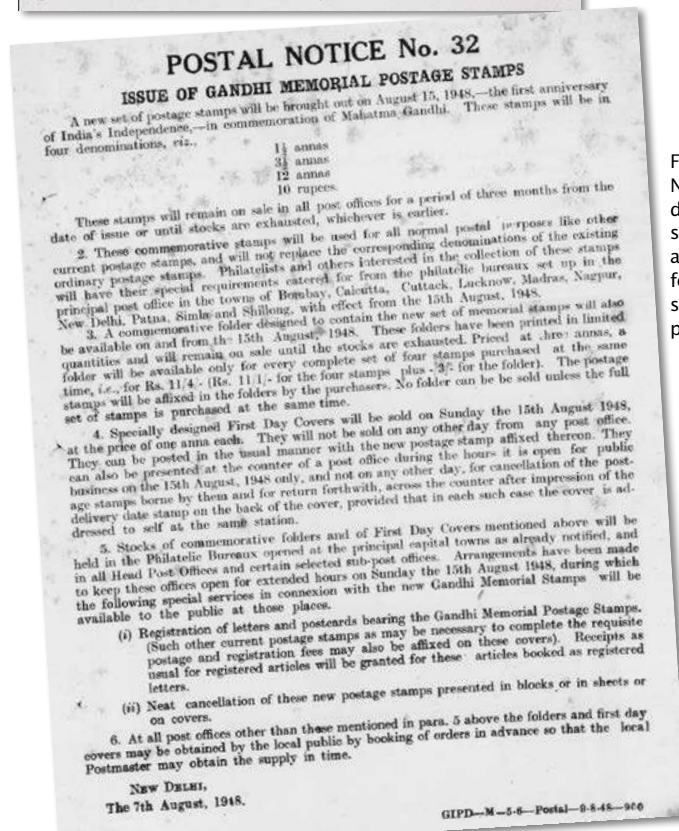 POSTAL NOTICE No. 32
ISSUE OF GANDHI MEMORIAL POSTAGE STAMPS
A new set of postage stamps will be brought out on August 15, 1948,—the first anniversary
of India's Independence,—in commemoration of Mahatma Gandhi. These stamps will be in
four denominations, viz.,
1½ annas
3½ annas
12 annas
10 rupees.
These stamps will remain on sale in all post offices for a period of three months from the
date of issue or until stocks are exhausted, whichever is earlier.
2. These commemorative stamps will be used for all normal postal purposes like other
current postage stamps, and will not replace the corresponding denominations of the existing
ordinary postage stamps. Philatelists and others interested in the collection of these stamps
will have their special requirements catered for from the philatelic bureaux set up in the
principal post office in the towns of Bombay, Calcutta, Cuttack, Lucknow, Madras, Nagpur,
New Delhi, Patna, Simla and Shillong, with effect from the 15th August, 1948.
3. A commemorative folder designed to contain the new set of memorial stamps will also
be available on and from the 15th August, 1948. These folders have been printed in limited
quantities and will remain on sale until the stocks are exhausted. Priced at three annas, a
folder will be available only for every complete set of four stamps purchased at the same
time, i.e., for Rs. 11/4/- (Rs. 11/1/- for the four stamps plus -/3/- for the folder). The postage
stamps will be affixed in the folders by the purchasers. No folder can be be sold unless the full
set of stamps is purchased at the same time.
4. Specially designed First Day Covers will be sold on Sunday the 15th August 1948,
at the price of one anna each. They will not be sold on any other day from any post office.
They can be posted in the usual manner with the new postage stamp affixed thereon. They
can also be presented at the counter of a post office during the hours it is open for public
business on the 15th August, 1948 only, and not on any other day, for cancellation of the post-
age stamps borne by them and for return forthwith, across the counter after impression of the
delivery date stamp on the back of the cover, provided that in each such case the cover is ad-
dressed to self at the same station.
5. Stocks of commemorative folders and of First Day Covers mentioned above will be
held in the Philatelic Bureaux opened at the principal capital towns as already notified, and
in all Head Post Offices and certain selected sub-post offices. Arrangements have been made
to keep these offices open for extended hours on Sunday the 15th August 1948, during which
the following special services in connexion with the new Gandhi Memorial Stamps will be
available to the public at those places.
(i) Registration of letters and postcards bearing the Gandhi Memorial Postage Stamps.
(Such other current postage stamps as may be necessary to complete the requisite
postage and registration fees may also be affixed on these covers). Receipts as
usual for registered articles will be granted for these articles booked as registered
letters.
(ii) Neat cancellation of these new postage stamps presented in blocks or in sheets or
on covers.
6. At all post offices other than those mentioned in para. 5 above the folders and first day
covers may be obtained by the local public by booking of orders in advance so that the local
Postmaster may obtain the supply in time.
NEW DELHI,
The 7th August, 1948.
GIPD—M—5-6—Postal—9-8-48—900